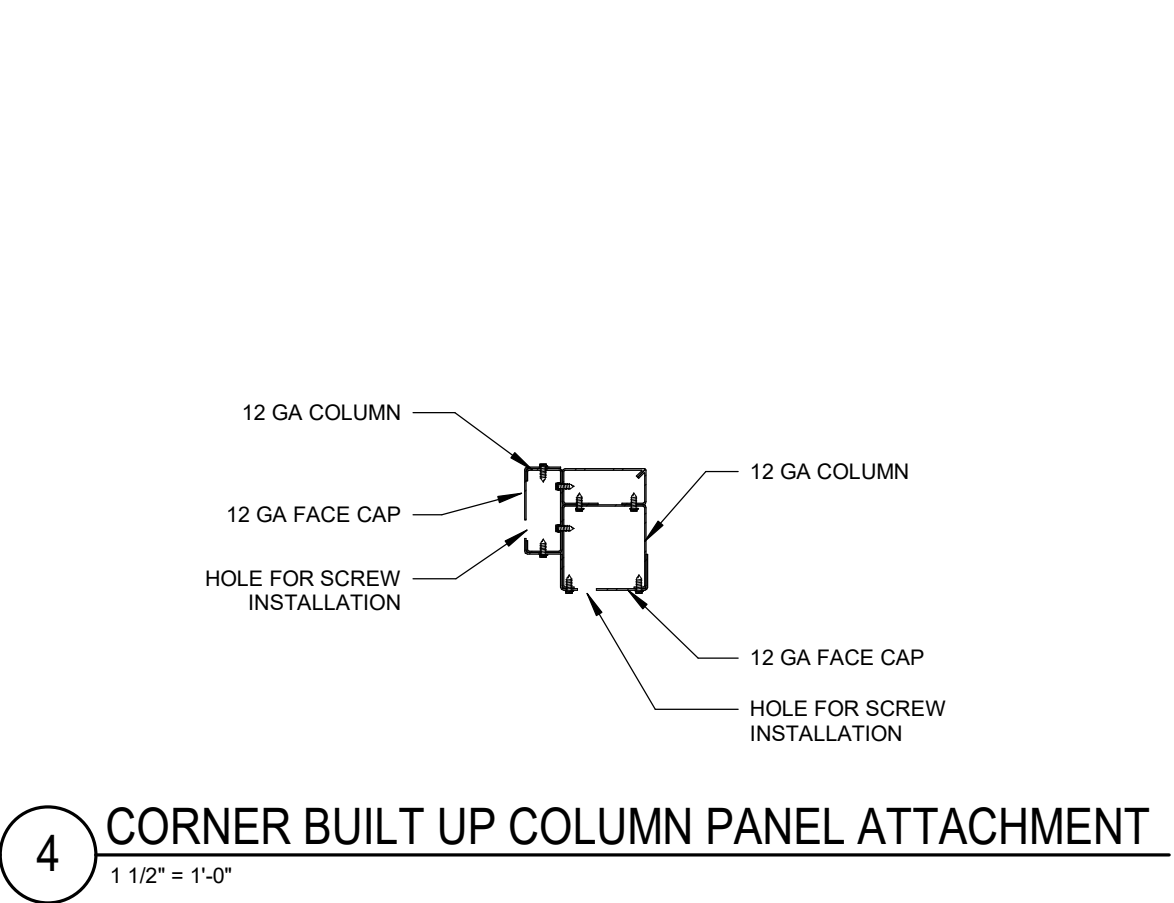 12 GA COLUMN
12 GA FACE CAP
HOLE FOR SCREW
INSTALLATION
12 GA COLUMN
12 GA FACE CAP
HOLE FOR SCREW
INSTALLATION
4
CORNER BUILT UP COLUMN PANEL ATTACHMENT
1 1/2" = 1'-0"